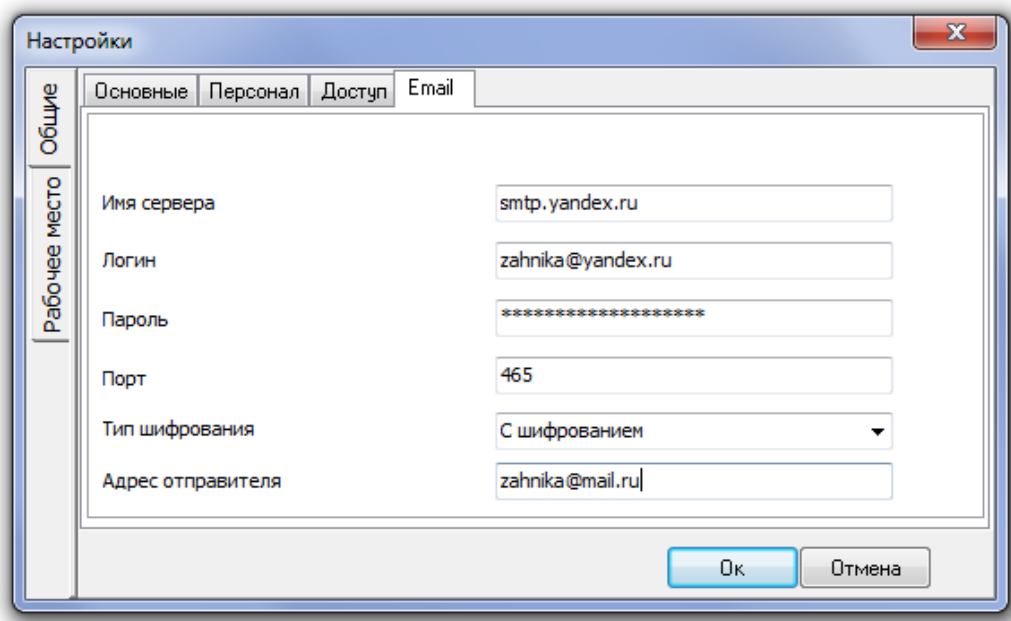 Настройки
x
Общие
Рабочее место
Основные Персонал Доступ Email
Имя сервера smtp.yandex.ru
Логин zahnika@yandex.ru
Пароль *******************
Порт 465
Тип шифрования С шифрованием
Адрес отправителя zahnika@mail.ru
Ок Отмена